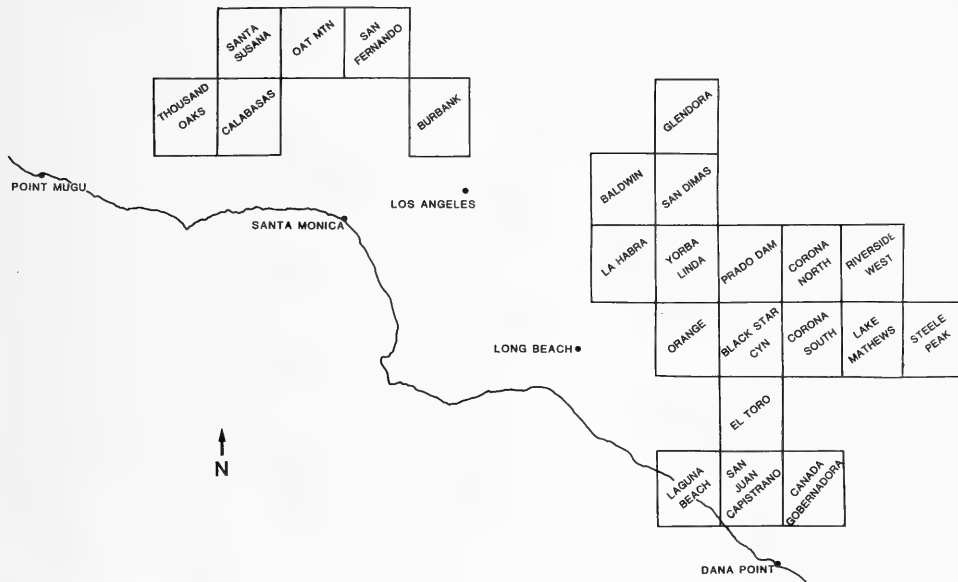 SANTA
SUSANA
OAT MTN
SAN
FERNANDO
THOUSAND
OAKS
CALABASAS
BURBANK
GLENDORA
POINT MUGU
BALDWIN
SAN DIMAS
LOS ANGELES
SANTA MONICA
LA HABRA
YORBA
LINDA
PRADO DAM
CORONA
NORTH
RIVERSIDE
WEST
LONG BEACH
ORANGE
BLACK STAR
CYN
CORONA
SOUTH
LAKE
MATHEWS
STEELE
PEAK
EL TORO
N
LAGUNA
BEACH
SAN
JUAN
CAPISTRANO
CANADA
GOBERNADORA
DANA POINT